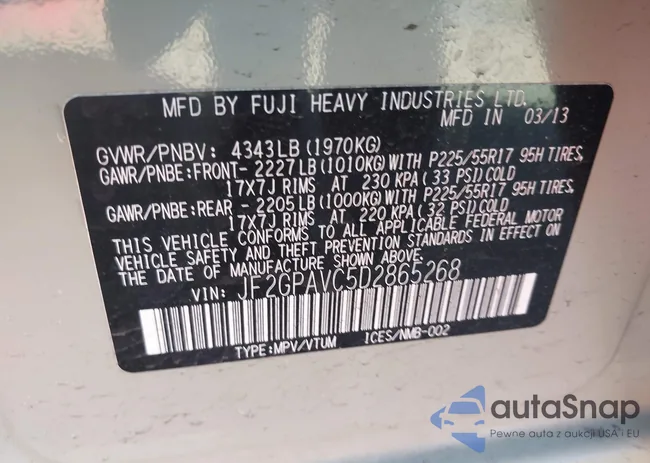 MFD BY FUJI HEAVY INDUSTRIES LTD.
MFD IN 03/13
GVWR/PNBV: 4343LB (1970KG)
GAWR/PNBE:FRONT- 2227LB (1010KG) WITH P225/55R17 95H TIRES,
17X7J RIMS AT 230 KPA ( 33 PSI) COLD
GAWR/PNBE:REAR - 2205LB (1000KG) WITH P225/55R17 95H TIRES,
17X7J RIMS AT 220 KPA ( 32 PSI) COLD
THIS VEHICLE CONFORMS TO ALL APPLICABLE FEDERAL MOTOR
VEHICLE SAFETY AND THEFT PREVENTION STANDARDS IN EFFECT ON
THE DATE OF MANUFACTURE SHOWN ABOVE.
VIN: JF2GPAVC5D2865268
TYPE:MPV/VTUM ICES/NMB-002
autaSnap
Pewne auta z aukcji USA i EU